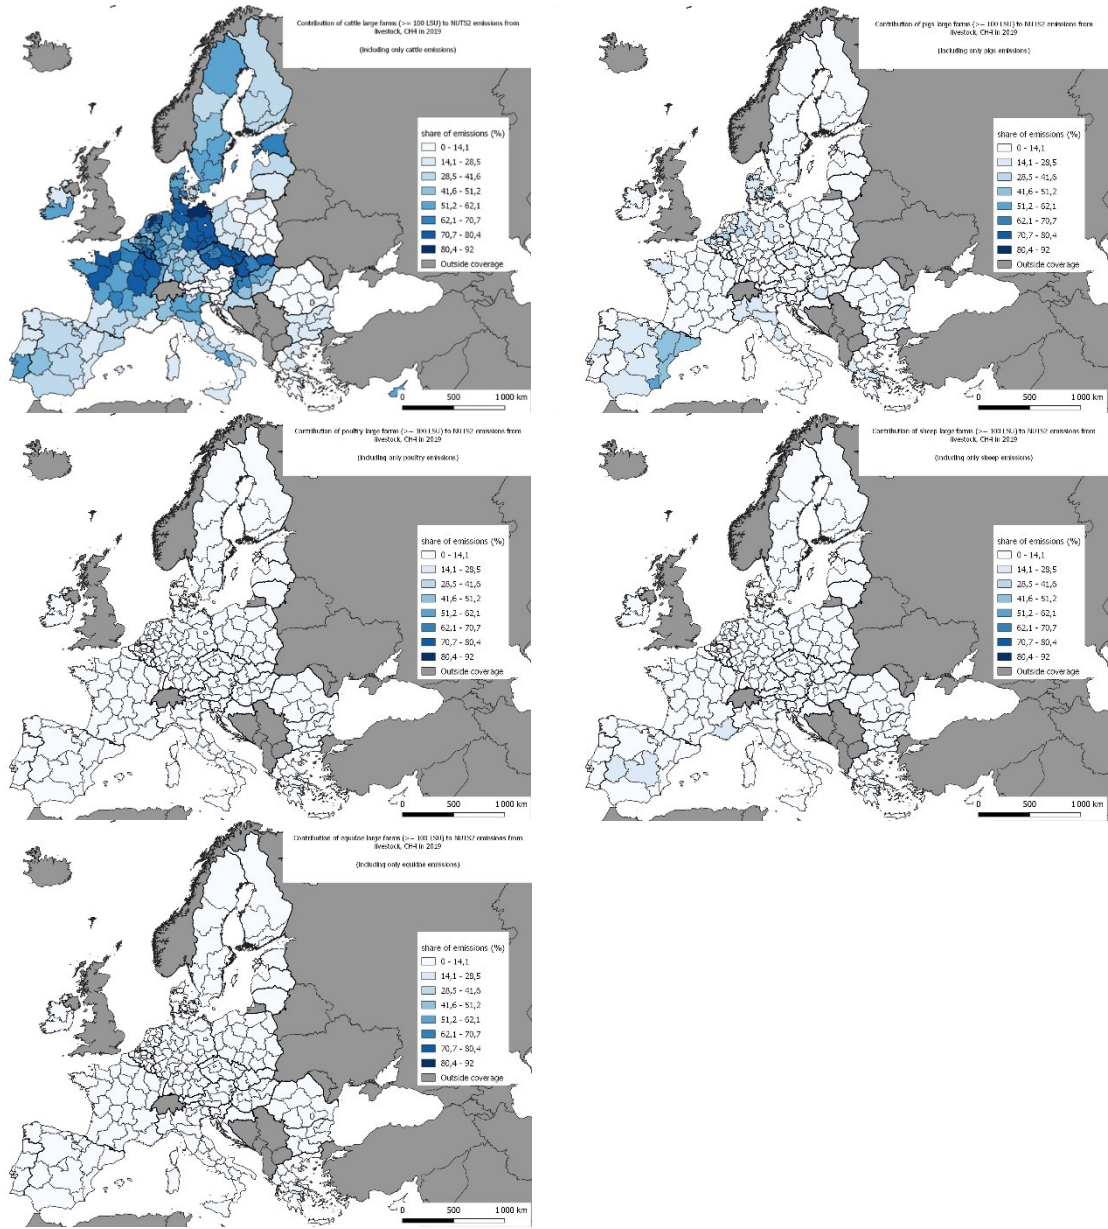 Contribution of cattle large farms (>= 100 LSU) to NUTS2 emissions from
livestock, CH4 in 2019
(including only cattle emissions)
share of emissions (%)
0 - 14,1
14,1 - 28,5
28,5 - 41,6
41,6 - 51,2
51,2 - 62,1
62,1 - 70,7
70,7 - 80,4
80,4 - 92
Outside coverage
0 500 1 000 km
Contribution of pigs large farms (>= 100 LSU) to NUTS2 emissions from
livestock, CH4 in 2019
(including only pigs emissions)
share of emissions (%)
0 - 14,1
14,1 - 28,5
28,5 - 41,6
41,6 - 51,2
51,2 - 62,1
62,1 - 70,7
70,7 - 80,4
80,4 - 92
Outside coverage
0 500 1 000 km
Contribution of poultry large farms (>= 100 LSU) to NUTS2 emissions from
livestock, CH4 in 2019
(including only poultry emissions)
share of emissions (%)
0 - 14,1
14,1 - 28,5
28,5 - 41,6
41,6 - 51,2
51,2 - 62,1
62,1 - 70,7
70,7 - 80,4
80,4 - 92
Outside coverage
0 500 1 000 km
Contribution of sheep large farms (>= 100 LSU) to NUTS2 emissions from
livestock, CH4 in 2019
(including only sheep emissions)
share of emissions (%)
0 - 14,1
14,1 - 28,5
28,5 - 41,6
41,6 - 51,2
51,2 - 62,1
62,1 - 70,7
70,7 - 80,4
80,4 - 92
Outside coverage
0 500 1 000 km
Contribution of equidae large farms (>= 100 LSU) to NUTS2 emissions from
livestock, CH4 in 2019
(including only equidae emissions)
share of emissions (%)
0 - 14,1
14,1 - 28,5
28,5 - 41,6
41,6 - 51,2
51,2 - 62,1
62,1 - 70,7
70,7 - 80,4
80,4 - 92
Outside coverage
0 500 1 000 km